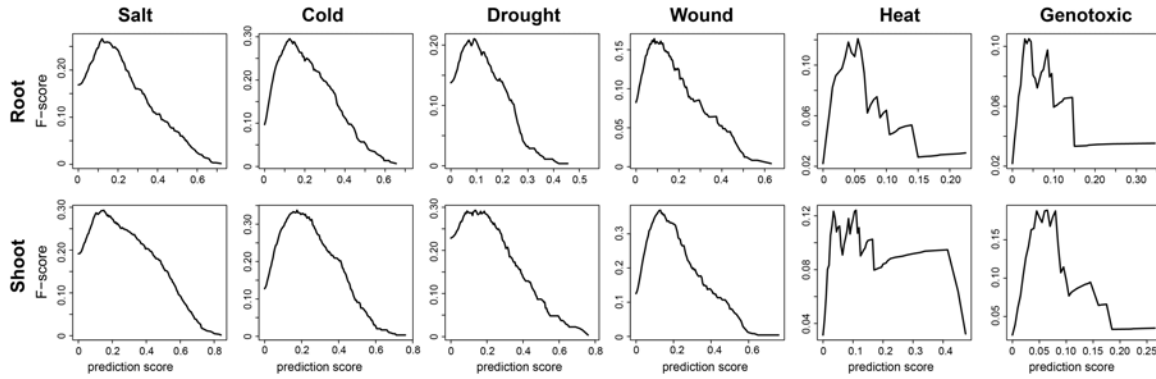 Salt Cold Drought Wound Heat Genotoxic
Root
F-score
0 0.10 0.20
0 0.10 0.20 0.30
0 0.05 0.10 0.15 0.20
0 0.05 0.10 0.15
0.02 0.06 0.10
0.02 0.06 0.10
0 0.2 0.4 0.6
0 0.2 0.4 0.6
0 0.1 0.2 0.3 0.4 0.5
0 0.2 0.4 0.6
0 0.05 0.10 0.15 0.20
0 0.10 0.20 0.30
Shoot
F-score
0 0.10 0.20 0.30
0 0.10 0.20 0.30
0 0.10 0.20 0.30
0 0.1 0.2 0.3
0.04 0.08 0.12
0.05 0.10 0.15
0 0.2 0.4 0.6 0.8
0 0.2 0.4 0.6 0.8
0 0.2 0.4 0.6 0.8
0 0.2 0.4 0.6
0 0.1 0.2 0.3 0.4
0 0.05 0.10 0.15 0.20 0.25
prediction score prediction score prediction score prediction score prediction score prediction score